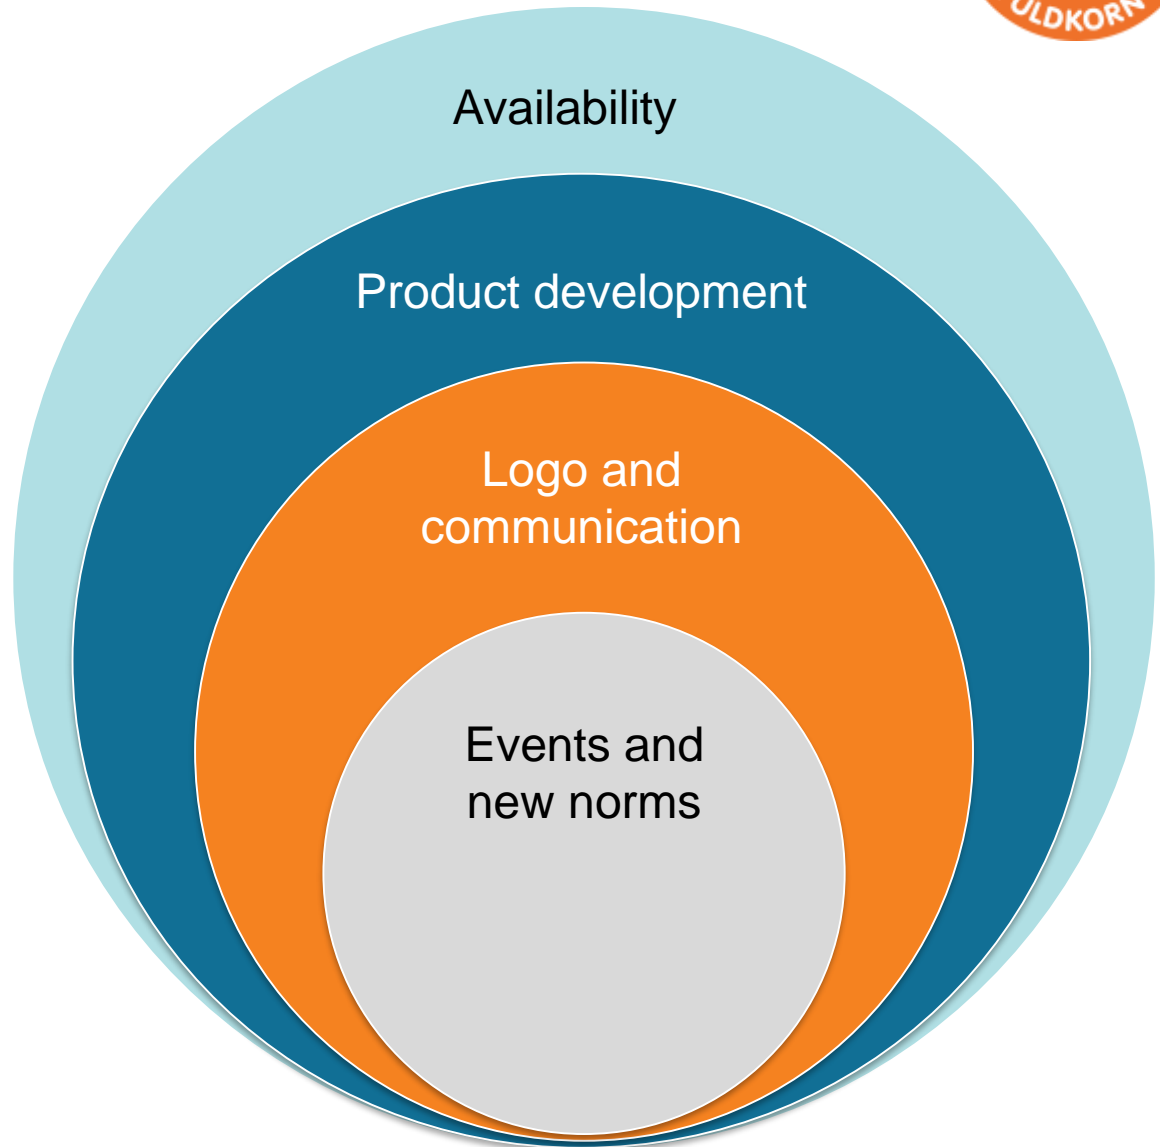 ULDKORN
Availability
Product development
Logo and
communication
Events and
new norms